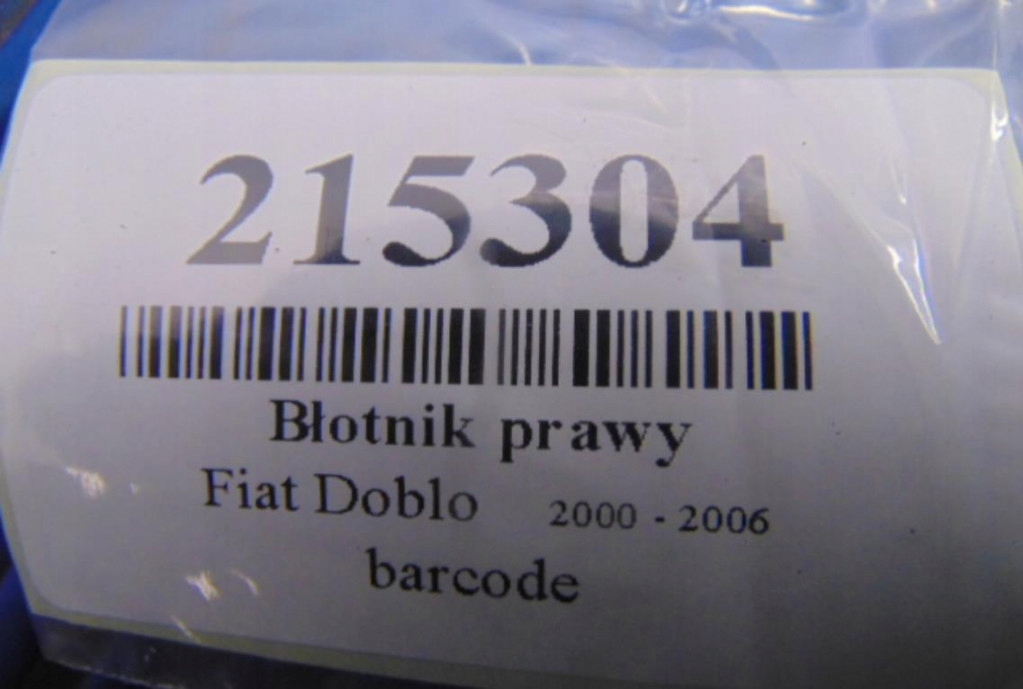 215304
Błotnik prawy
Fiat Doblo 2000 - 2006
barcode